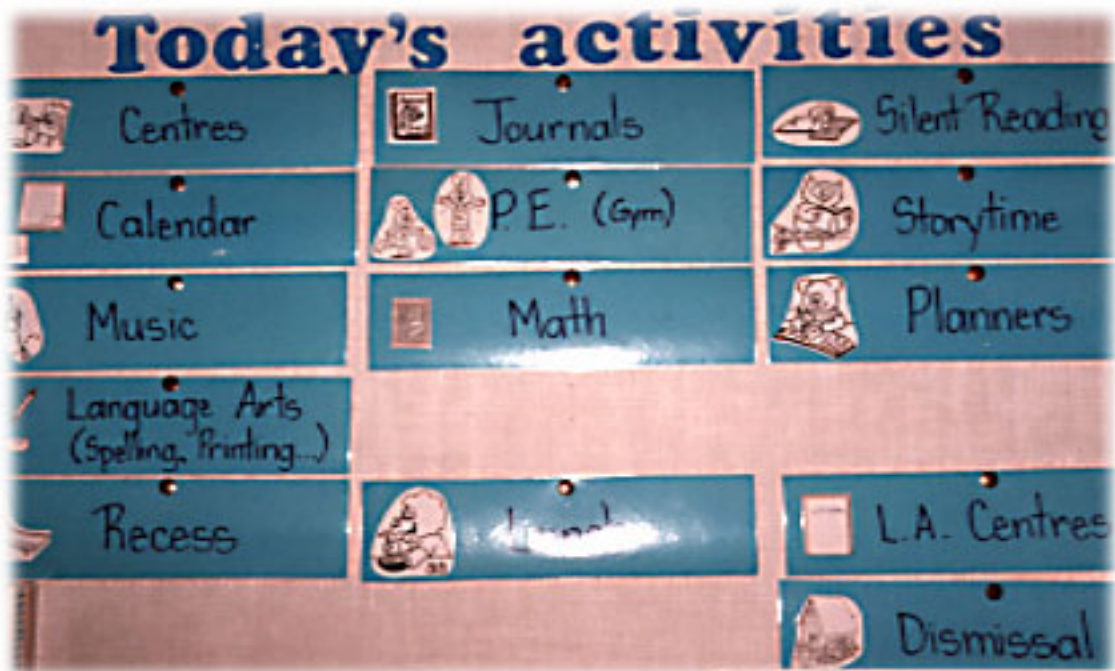 Today's activities
Centres
Calendar
Music
Language Arts
(Spelling, Printing...)
Recess
Journals
P.E. (Gym)
Math
Silent Reading
Storytime
Planners
L.A. Centres
Dismissal